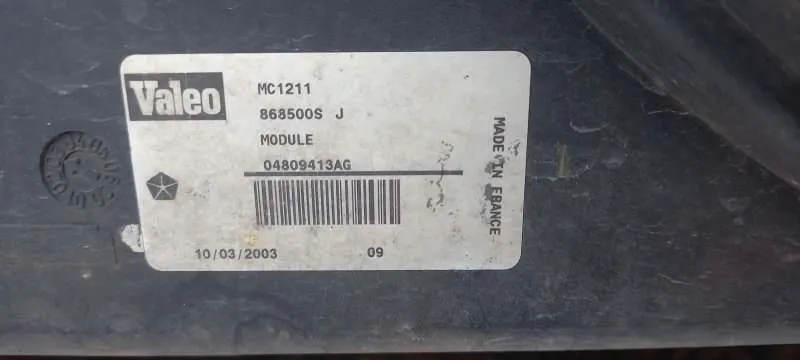 Valeo
MC1211
868500S J
MODULE
04809413AG
MADE IN FRANCE
10/03/2003
09